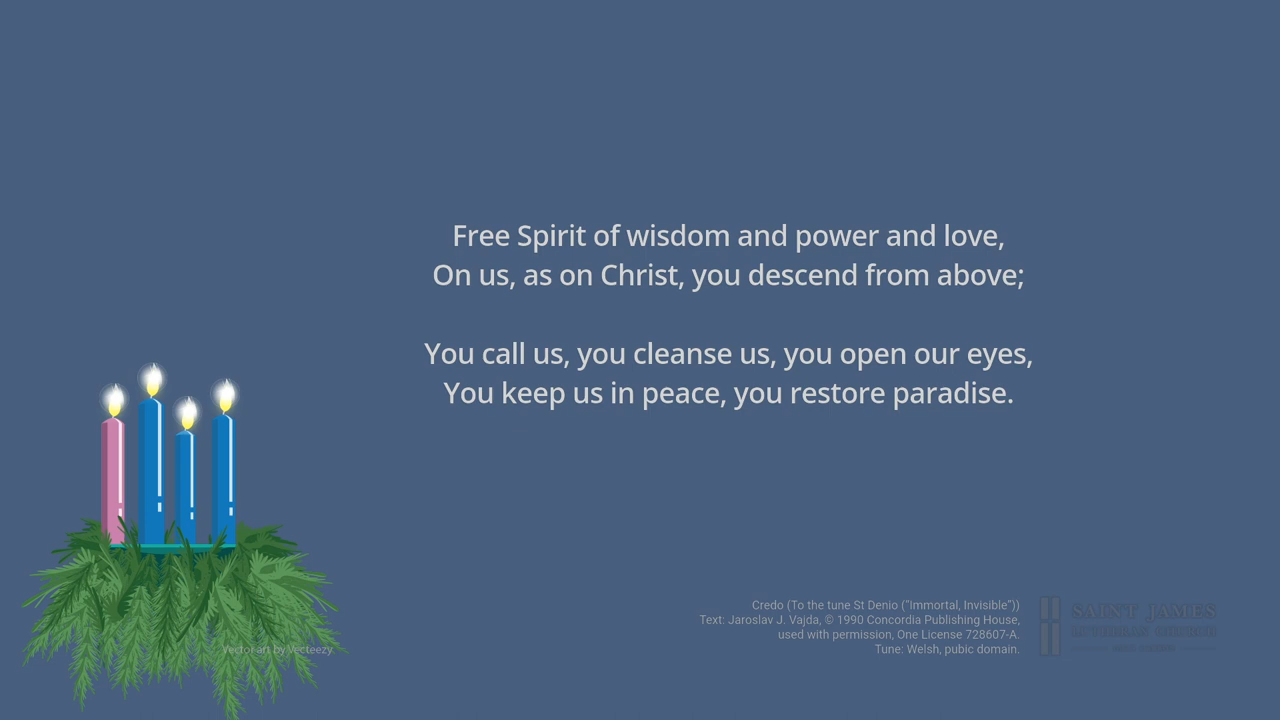 Free Spirit of wisdom and power and love,
On us, as on Christ, you descend from above;
You call us, you cleanse us, you open our eyes,
You keep us in peace, you restore paradise.
Credo (To the tune St Denio (“Immortal, Invisible”))
Text: Jaroslav J. Vajda, © 1990 Concordia Publishing House,
used with permission, One License 728607-A.
Tune: Welsh, pubic domain.
SAINT JAMES
LUTHERAN CHURCH
Vector art by Vecteezy